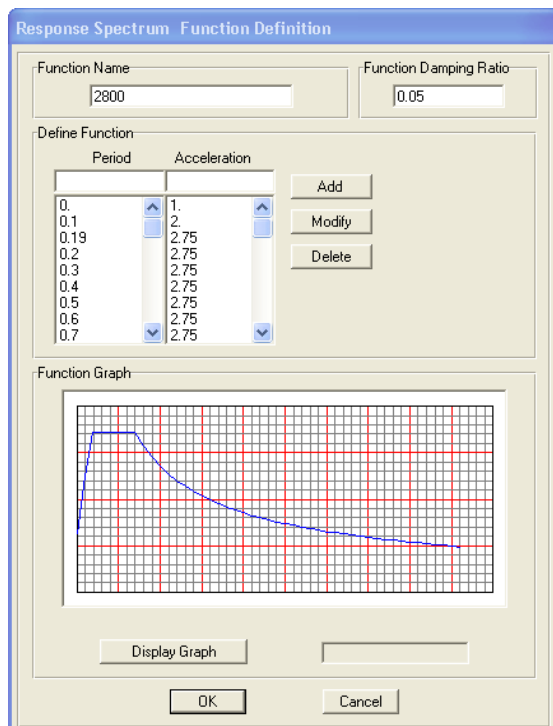 Response Spectrum Function Definition
Function Name
Function Damping Ratio
2800
0.05
Define Function
Period Acceleration
Add
Modify
Delete
0. 1.
0.1 2.
0.19 2.75
0.2 2.75
0.3 2.75
0.4 2.75
0.5 2.75
0.6 2.75
0.7 2.75
Function Graph
Display Graph
OK
Cancel